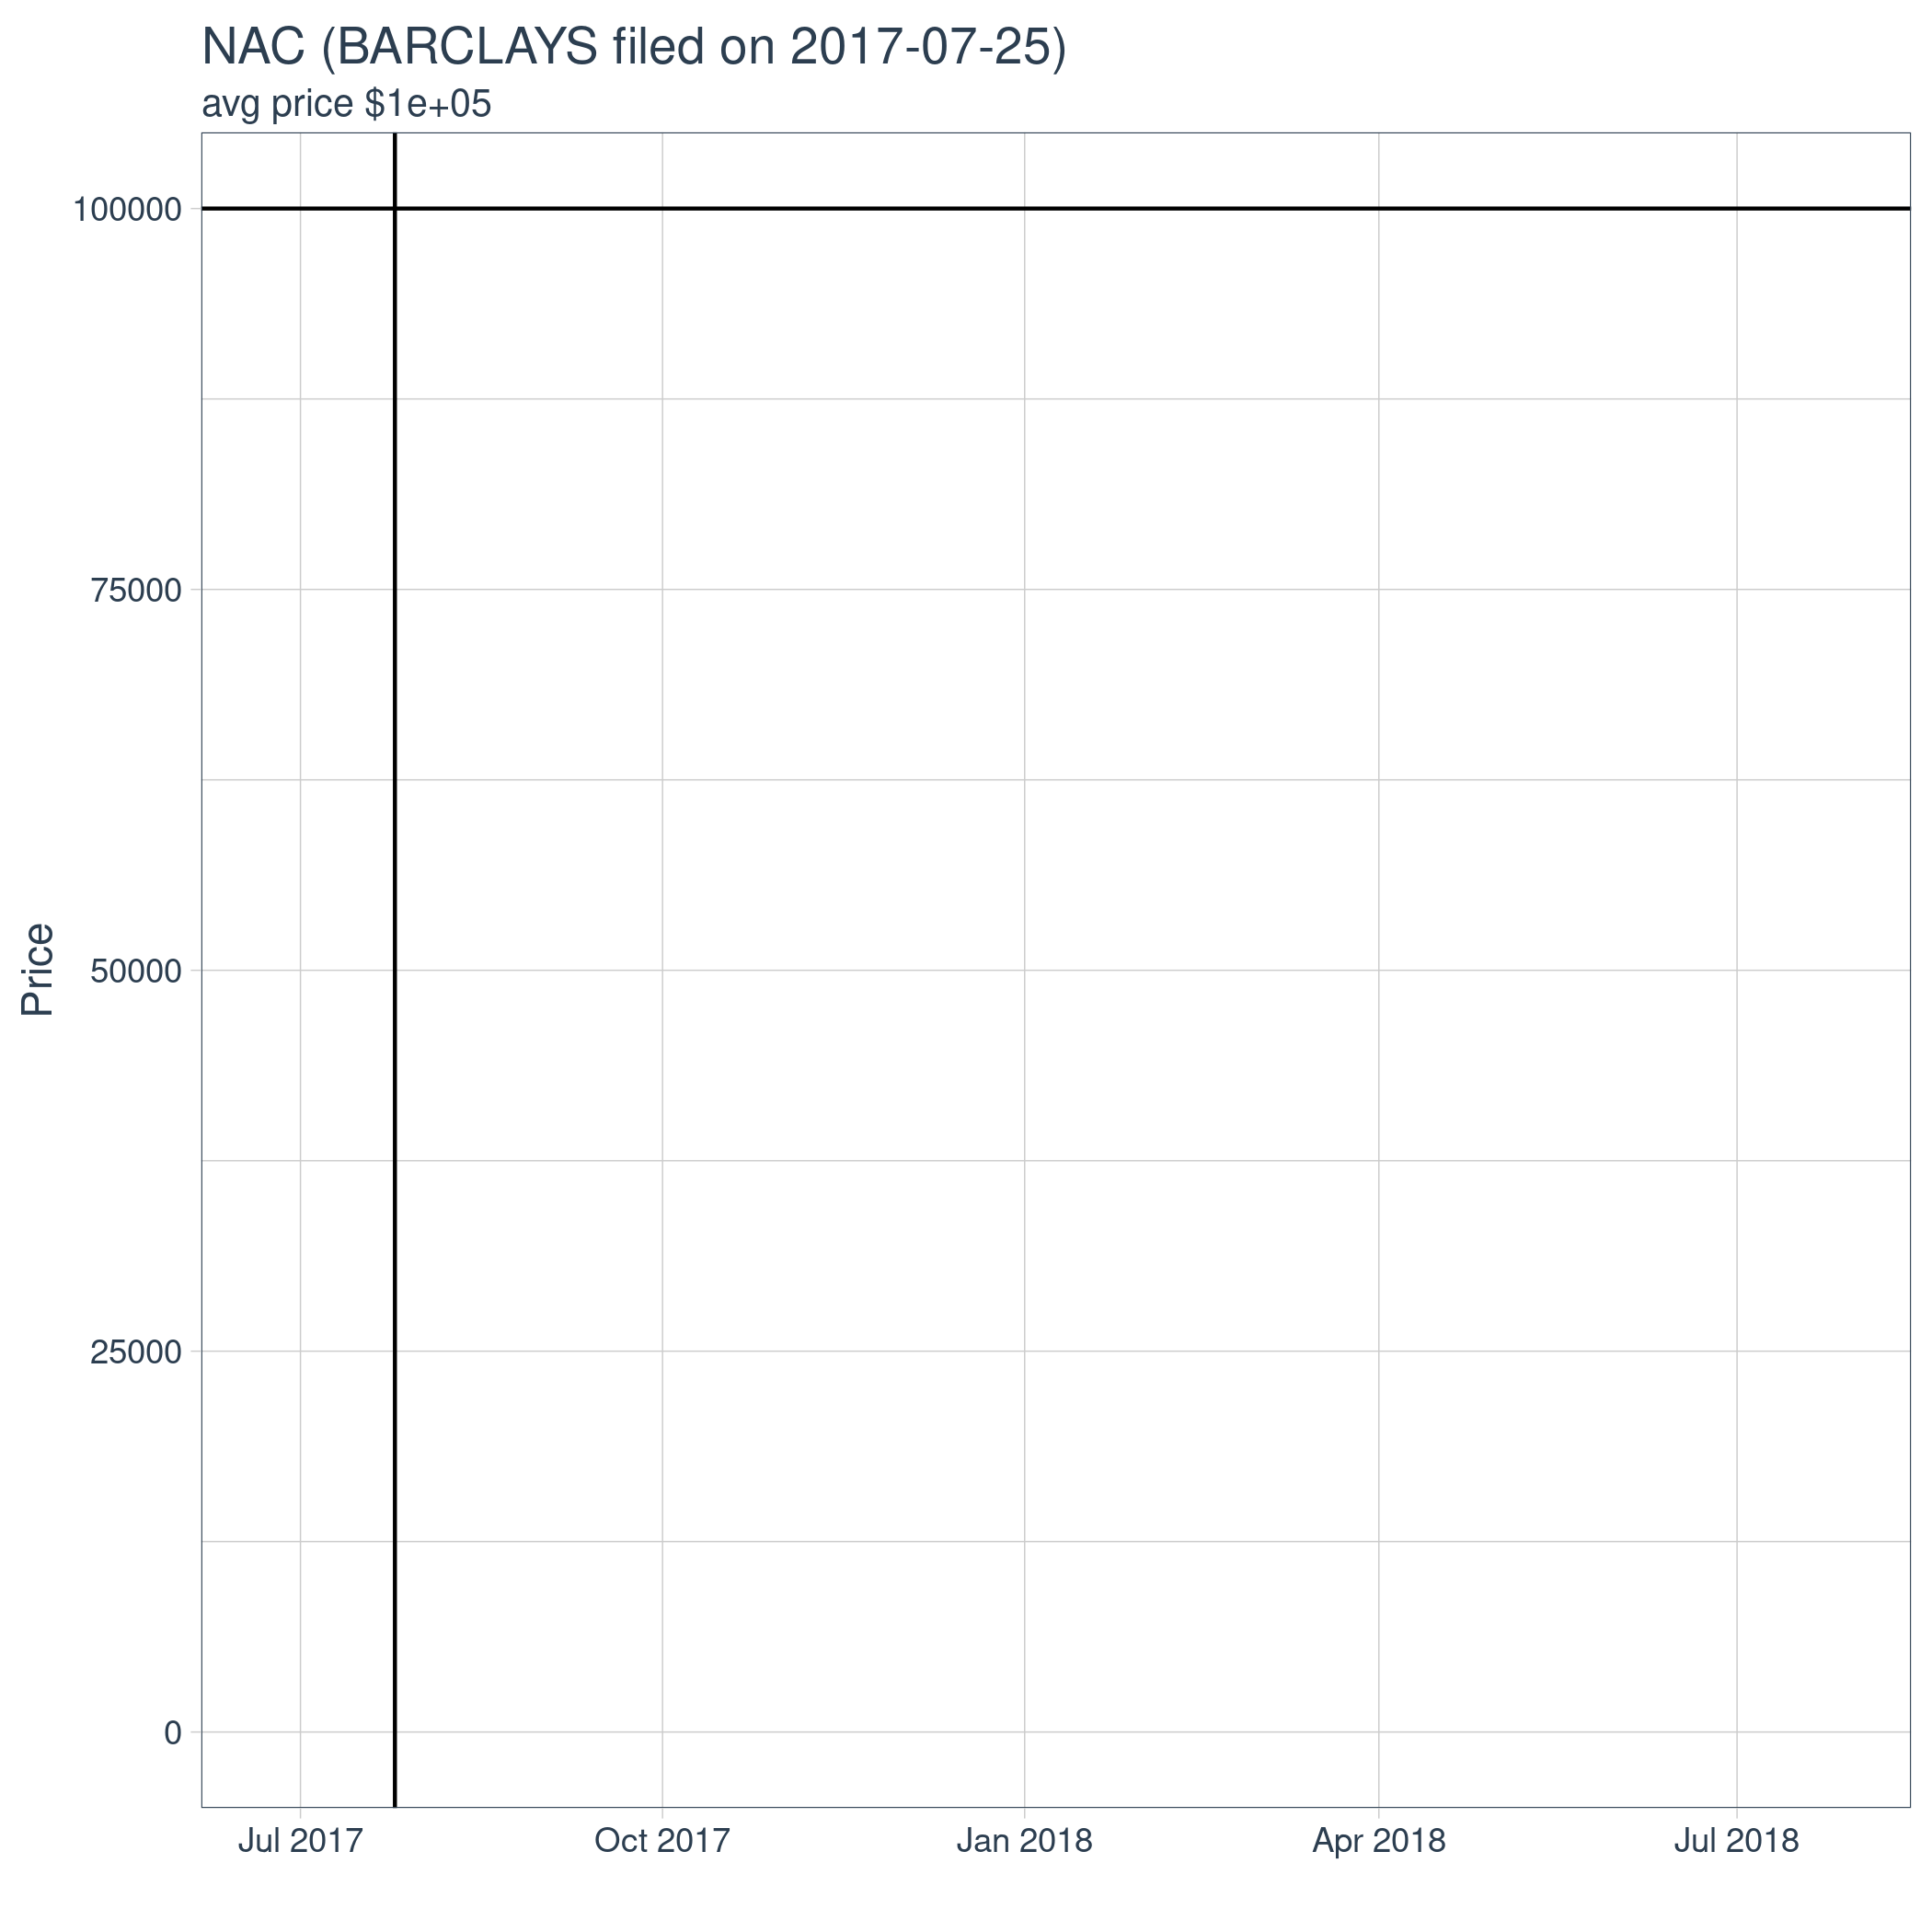 NAC (BARCLAYS filed on 2017-07-25)
avg price $1e+05
100000
75000
50000
25000
0
Price
Jul 2017
Oct 2017
Jan 2018
Apr 2018
Jul 2018